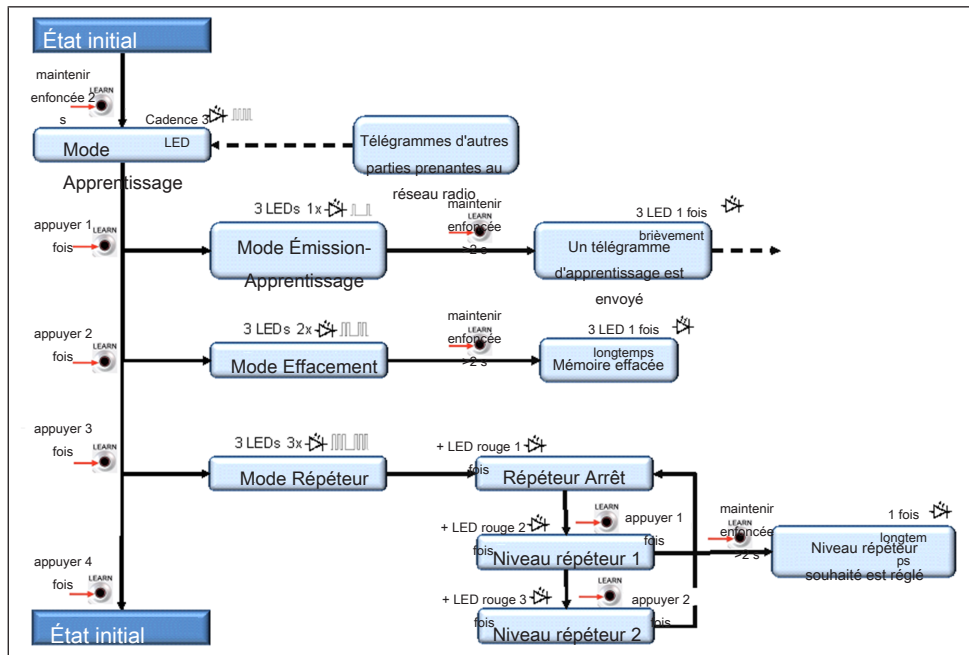 État initial
maintenir
LEARN
enfoncée 2
s
Cadence 3
LED
Mode
Apprentissage
Télégrammes d'autres
parties prenantes au
réseau radio
appuyer 1
LEARN
fois
3 LEDs 1x
Mode Émission-
Apprentissage
maintenir
LEARN
enfoncée
>2 s
3 LED 1 fois
brièvement
Un télégramme
d'apprentissage est
envoyé
appuyer 2
LEARN
fois
3 LEDs 2x
Mode Effacement
maintenir
LEARN
enfoncée
>2 s
3 LED 1 fois
longtemps
Mémoire effacée
appuyer 3
LEARN
fois
3 LEDs 3x
Mode Répéteur
+ LED rouge 1
fois
Répéteur Arrêt
LEARN
appuyer 1
fois
+ LED rouge 2
fois
Niveau répéteur 1
maintenir
LEARN
enfoncée
>2 s
1 fois
longtem
ps
Niveau répéteur
souhaité est réglé
LEARN
appuyer 2
fois
+ LED rouge 3
fois
Niveau répéteur 2
appuyer 4
LEARN
fois
État initial